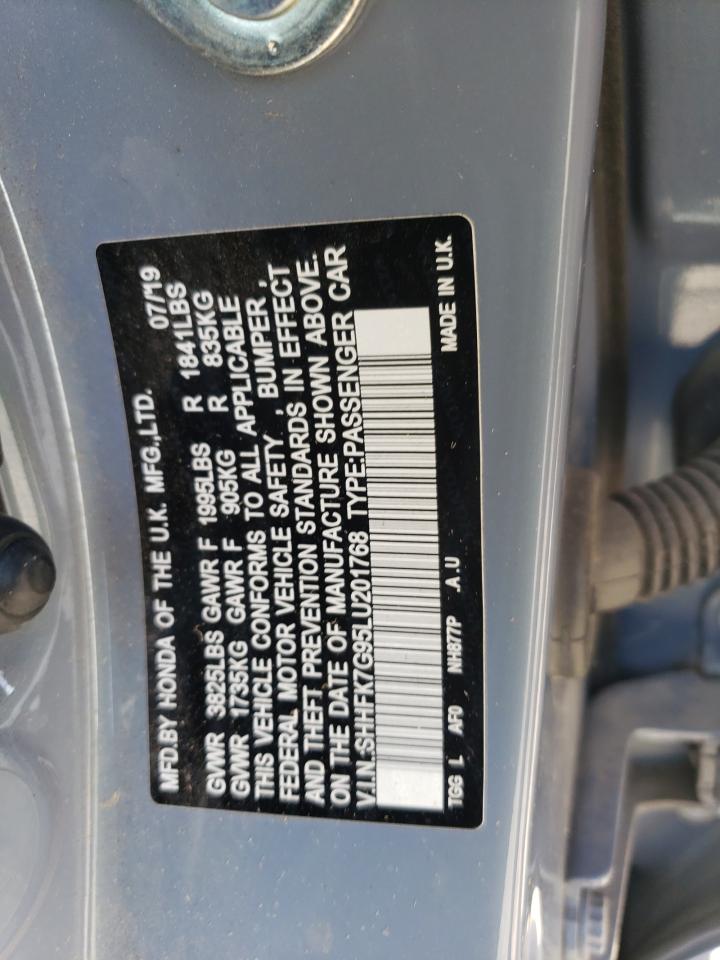 MFD.BY HONDA OF THE U.K. MFG.,LTD. 07/19
GVWR 3825LBS GAWR F 1995LBS R 1841LBS
GVWR 1735KG GAWR F 905KG R 835KG
THIS VEHICLE CONFORMS TO ALL APPLICABLE
FEDERAL MOTOR VEHICLE SAFETY , BUMPER ,
AND THEFT PREVENTION STANDARDS IN EFFECT
ON THE DATE OF MANUFACTURE SHOWN ABOVE.
V.I.N.:SHHFK7G95LU201768 TYPE:PASSENGER CAR
TGG L AF0 NH877P .A.U MADE IN U.K.